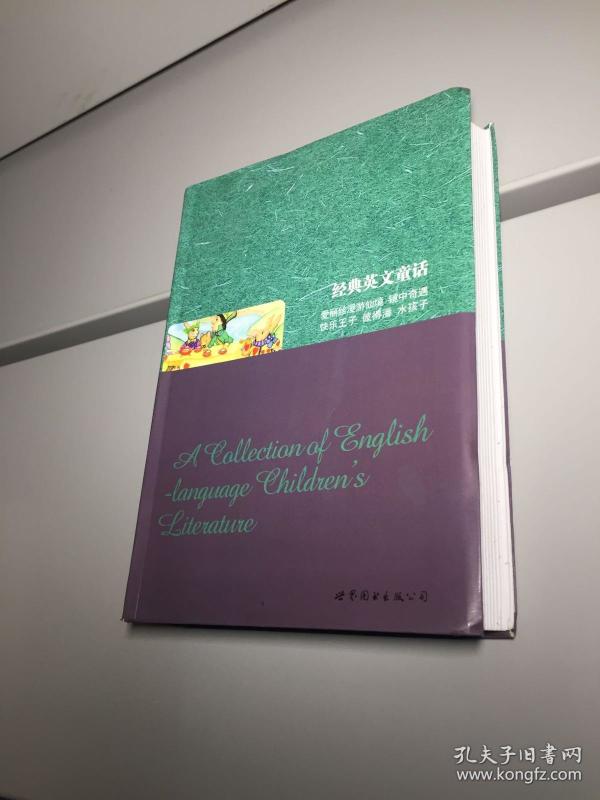 经典英文童话
爱丽丝漫游仙境 镜中奇遇
快乐王子 彼得潘 水孩子
A Collection of English
-language Children's
Literature
世界图书出版公司
孔夫子旧书网
www.kongfz.com